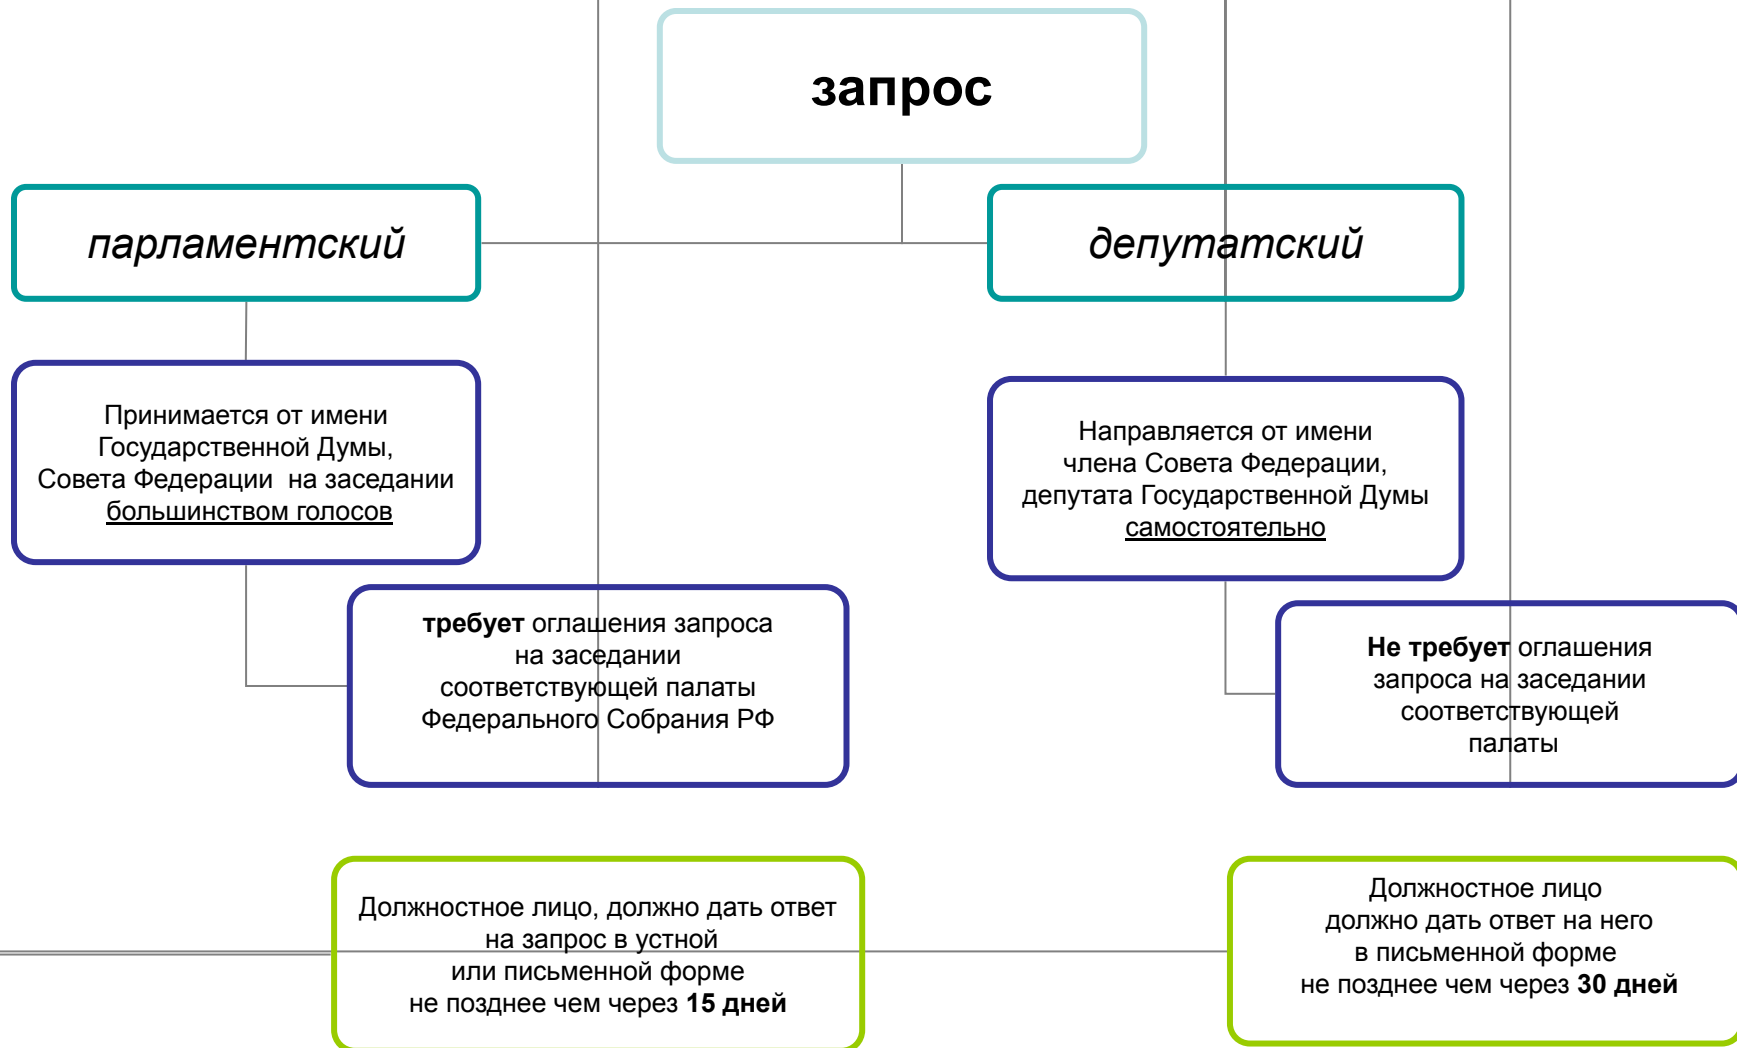 запрос
парламентский
депутатский
Принимается от имени
Государственной Думы,
Совета Федерации на заседании
большинством голосов
Направляется от имени
члена Совета Федерации,
депутата Государственной Думы
самостоятельно
требует оглашения запроса
на заседании
соответствующей палаты
Федерального Собрания РФ
Не требует оглашения
запроса на заседании
соответствующей
палаты
Должностное лицо, должно дать ответ
на запрос в устной
или письменной форме
не позднее чем через 15 дней
Должностное лицо
должно дать ответ на него
в письменной форме
не позднее чем через 30 дней